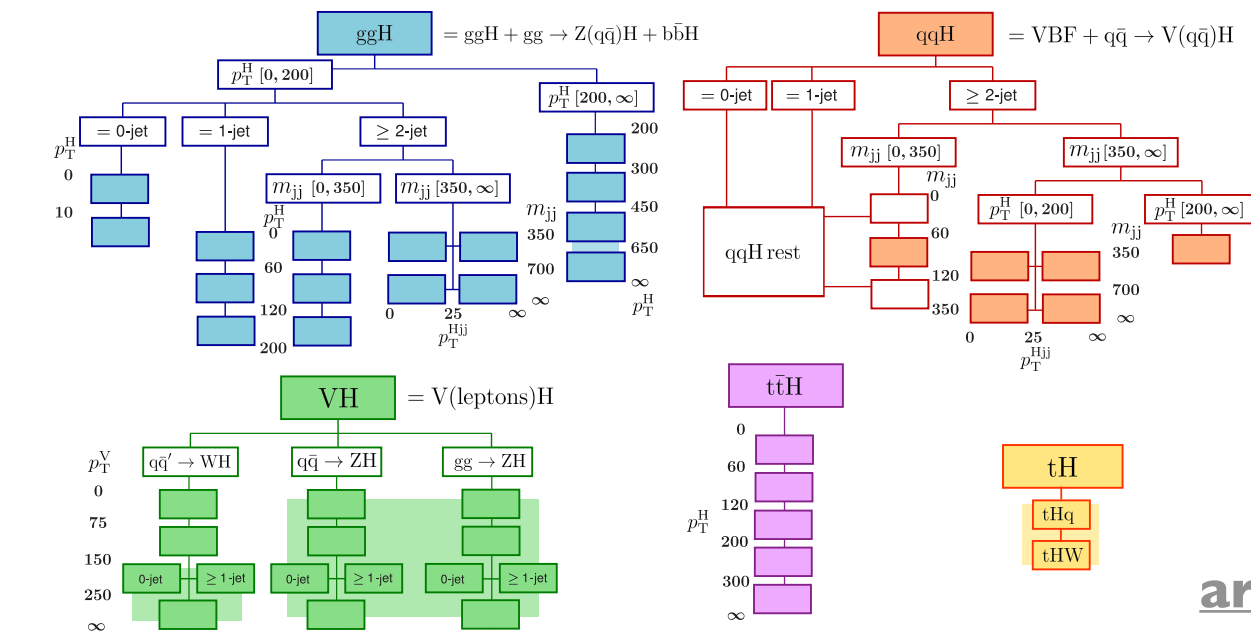 ggH = ggH + gg → Z(qq̄)H + bb̄H
p_T^H [0, 200]
p_T^H [200, ∞]
= 0-jet = 1-jet ≥ 2-jet
p_T^H
0
10
m_jj [0, 350] m_jj [350, ∞]
p_T^H
0
60
120
200
m_jj
350
700
∞
0 25 ∞
p_T^Hjj
200
300
450
650
∞
p_T^H
qqH = VBF + qq̄ → V(qq̄)H
= 0-jet = 1-jet ≥ 2-jet
m_jj [0, 350] m_jj [350, ∞]
m_jj
0
60
120
350
qqH rest
p_T^H [0, 200] p_T^H [200, ∞]
m_jj
350
700
∞
0 25 ∞
p_T^Hjj
VH = V(leptons)H
p_T^V qq̄′ → WH qq̄ → ZH gg → ZH
0
75
150
0-jet ≥ 1-jet 0-jet ≥ 1-jet 0-jet ≥ 1-jet
250
∞
tt̄H
0
60
120
p_T^H
200
300
∞
tH
tHq
tHW
ar